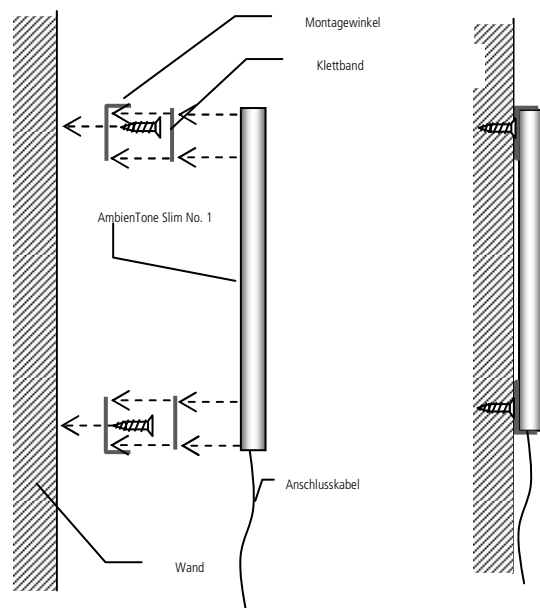 Montagewinkel
Klettband
AmbienTone Slim No. 1
Anschlusskabel
Wand